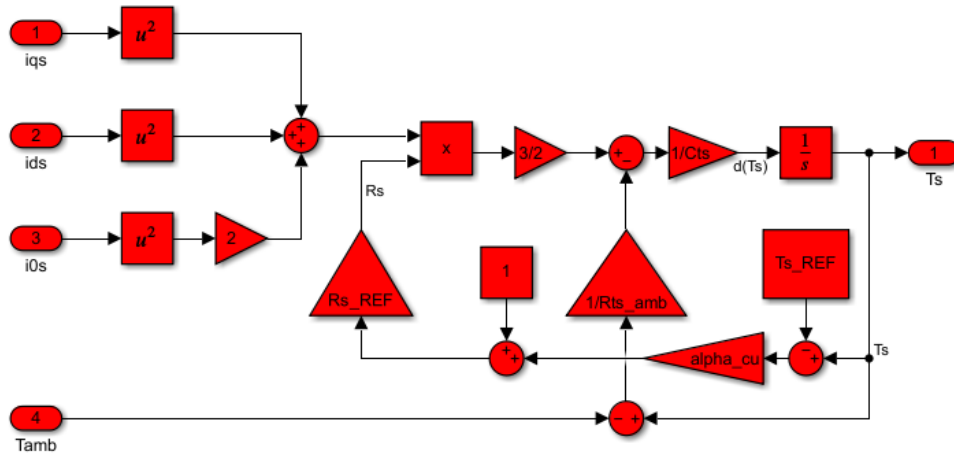 1
iqs
u²
2
ids
u²
3
i0s
u²
2
+
+
+
x
3/2
+
−
1/Cts
d(Ts)
1
s
1
Ts
Rs
Rs_REF
1
1/Rts_amb
Ts_REF
+
+
alpha_cu
−
+
Ts
4
Tamb
−
+